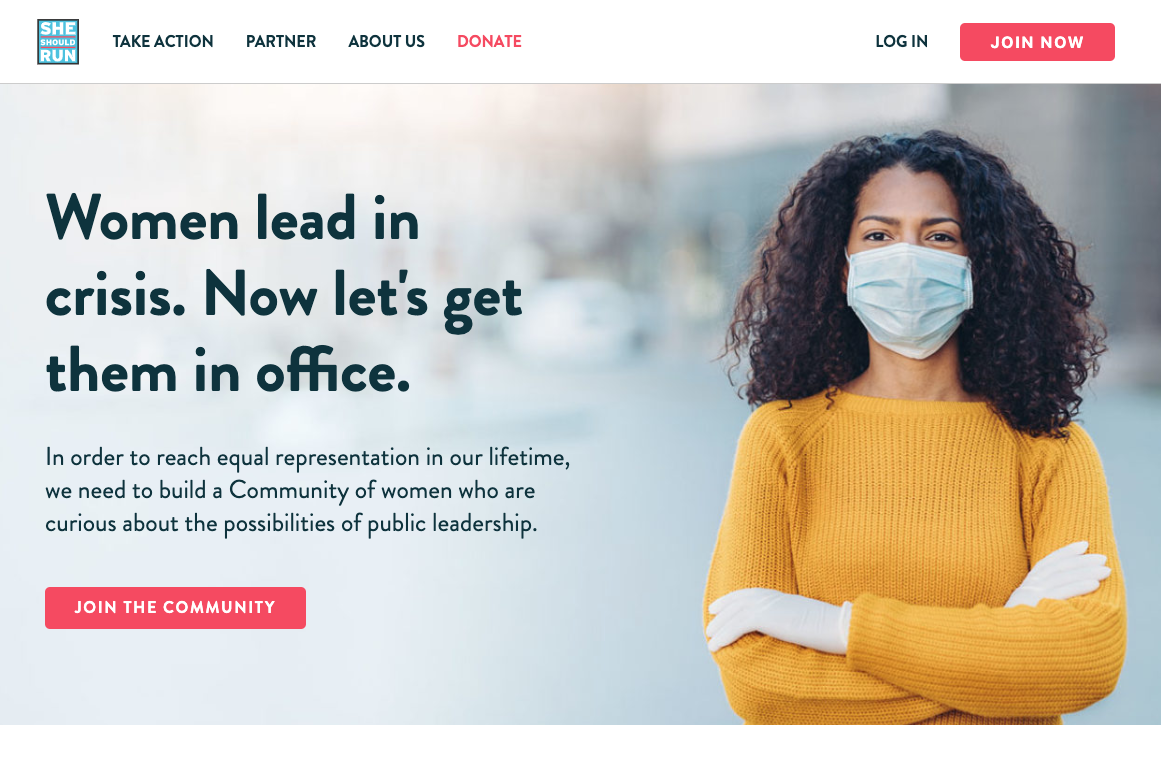 SHE
SHOULD
RUN
TAKE ACTION
PARTNER
ABOUT US
DONATE
LOG IN
JOIN NOW
Women lead in
crisis. Now let's get
them in office.
In order to reach equal representation in our lifetime,
we need to build a Community of women who are
curious about the possibilities of public leadership.
JOIN THE COMMUNITY